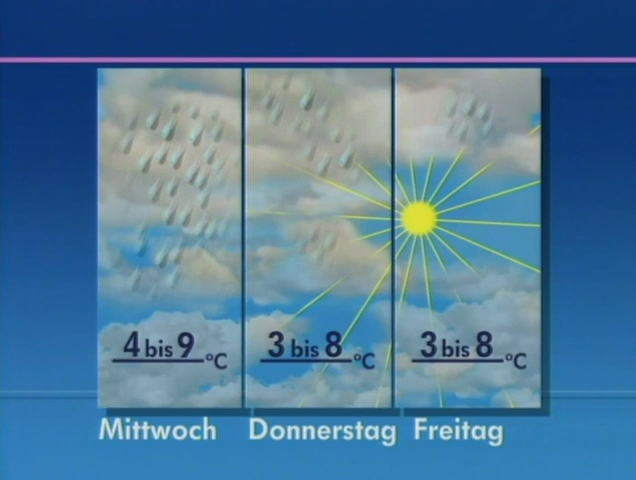 4 bis 9 °C
3 bis 8 °C
3 bis 8 °C
Mittwoch
Donnerstag
Freitag